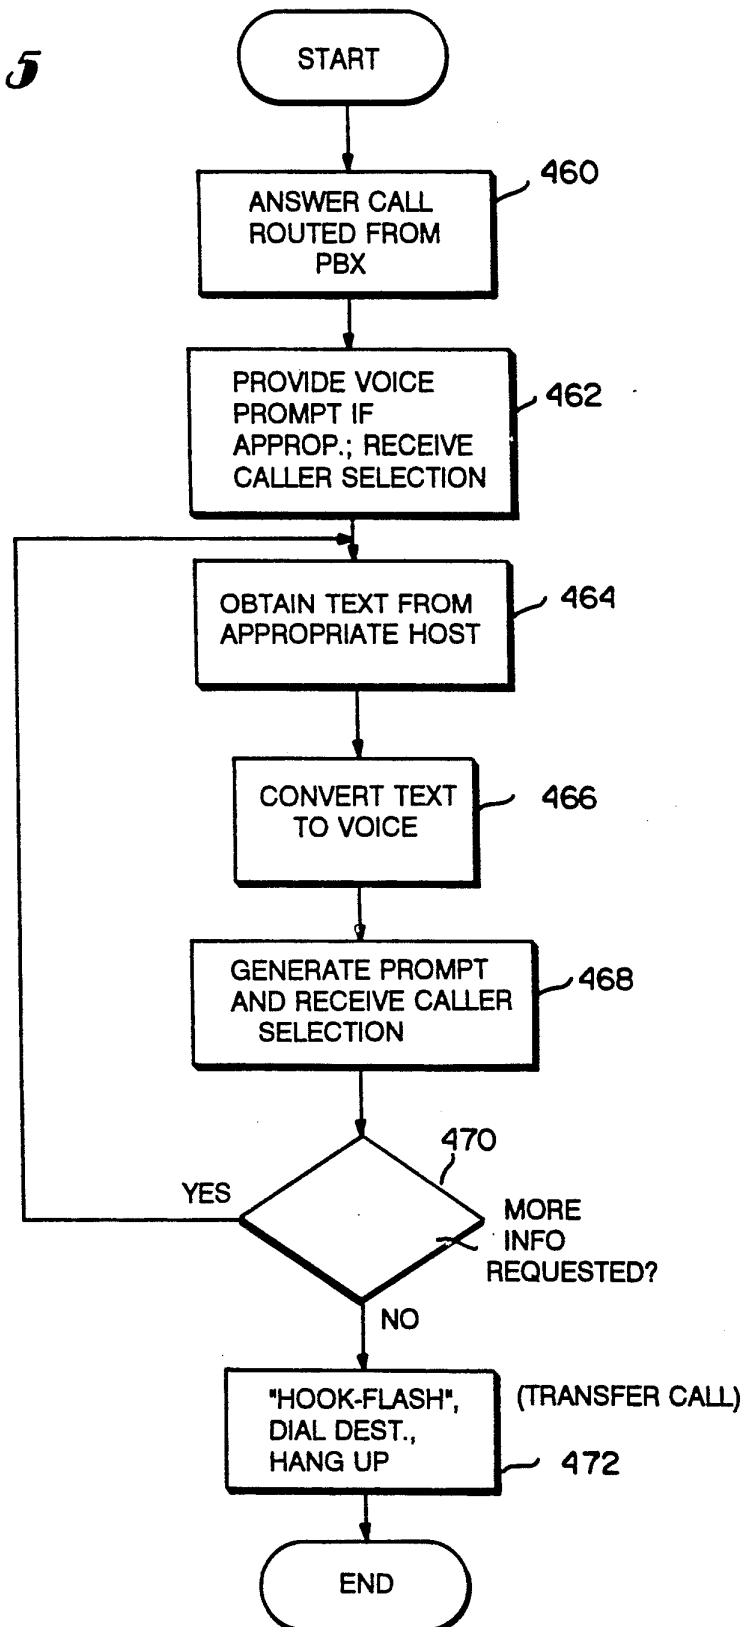 5
START
460
ANSWER CALL
ROUTED FROM
PBX
462
PROVIDE VOICE
PROMPT IF
APPROP.; RECEIVE
CALLER SELECTION
464
OBTAIN TEXT FROM
APPROPRIATE HOST
466
CONVERT TEXT
TO VOICE
468
GENERATE PROMPT
AND RECEIVE CALLER
SELECTION
470
YES
MORE
INFO
REQUESTED?
NO
"HOOK-FLASH",
DIAL DEST.,
HANG UP
(TRANSFER CALL)
472
END